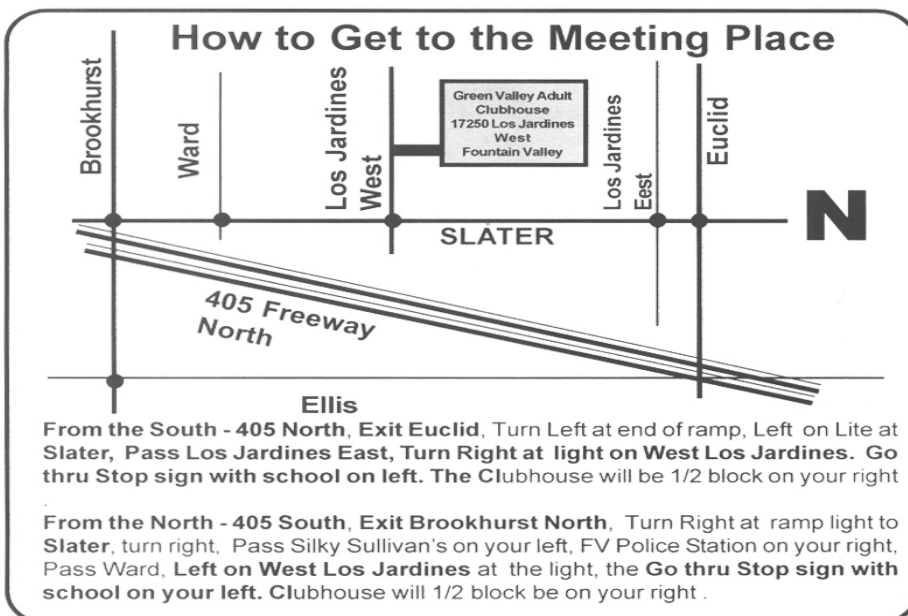 How to Get to the Meeting Place
Brookhurst
Ward
Los Jardines
West
Green Valley Adult
Clubhouse
17250 Los Jardines
West
Fountain Valley
Los Jardines
Eest
Euclid
N
SLATER
405 Freeway
North
Ellis
From the South - 405 North, Exit Euclid, Turn Left at end of ramp, Left on Lite at
Slater, Pass Los Jardines East, Turn Right at light on West Los Jardines. Go
thru Stop sign with school on left. The Clubhouse will be 1/2 block on your right
.
From the North - 405 South, Exit Brookhurst North, Turn Right at ramp light to
Slater, turn right, Pass Silky Sullivan's on your left, FV Police Station on your right,
Pass Ward, Left on West Los Jardines at the light, the Go thru Stop sign with
school on your left. Clubhouse will 1/2 block be on your right .